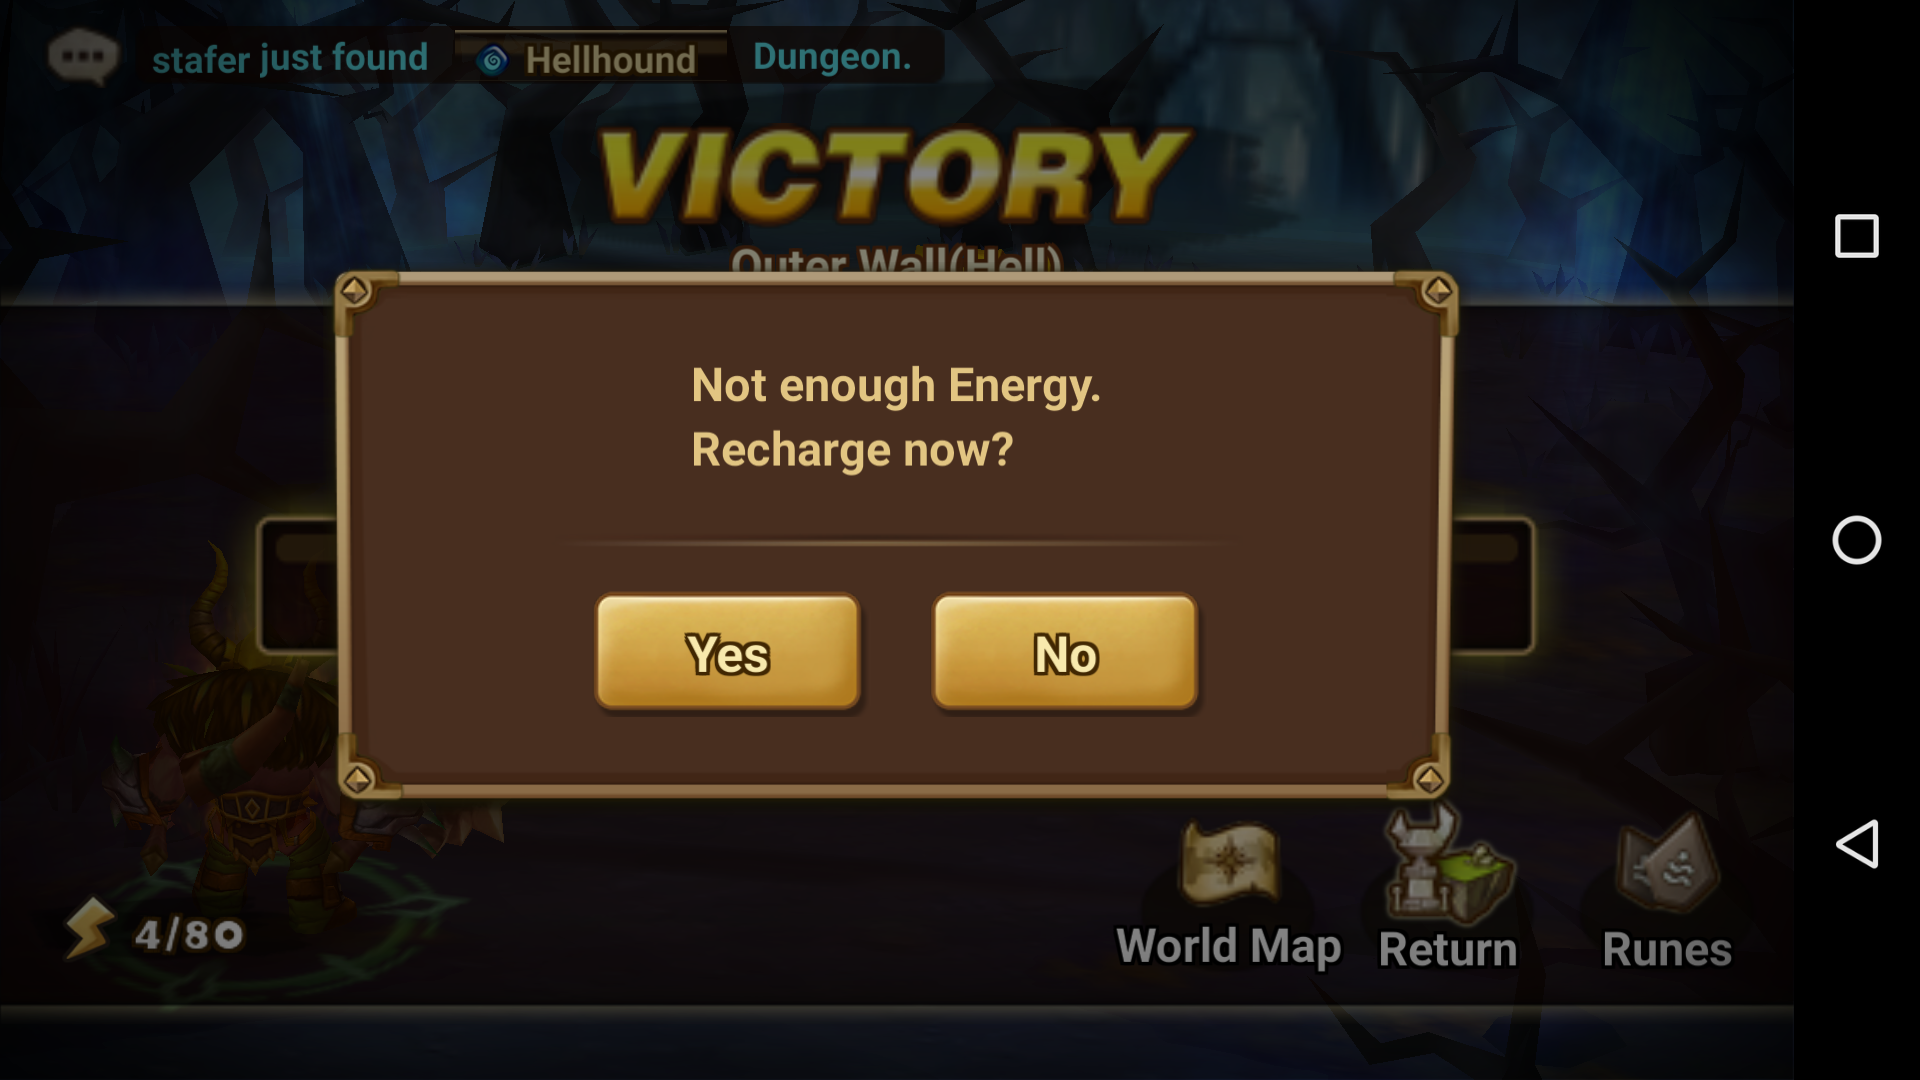 stafer just found Hellhound Dungeon.
VICTORY
Outer Wall(Hell)
Not enough Energy.
Recharge now?
Yes No
4/80
World Map Return Runes